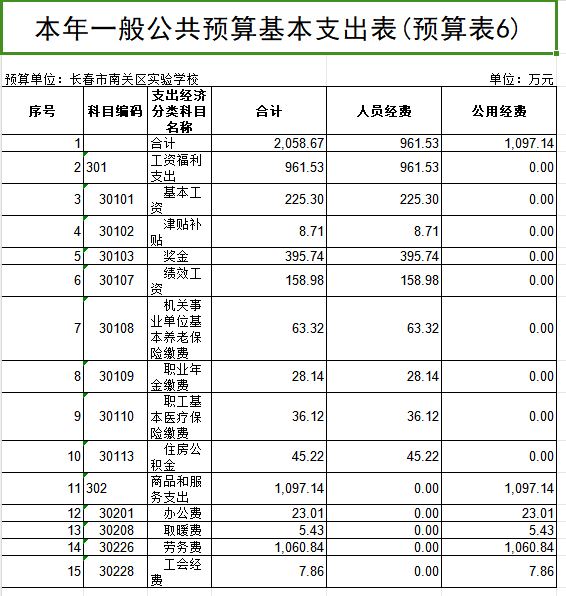 本年一般公共预算基本支出表(预算表6)
预算单位：长春市南关区实验学校 单位：万元
序号 科目编码 支出经济分类科目名称 合计 人员经费 公用经费
1 合计 2,058.67 961.53 1,097.14
2 301 工资福利支出 961.53 961.53 0.00
3 30101 基本工资 225.30 225.30 0.00
4 30102 津贴补贴 8.71 8.71 0.00
5 30103 奖金 395.74 395.74 0.00
6 30107 绩效工资 158.98 158.98 0.00
7 30108 机关事业单位基本养老保险缴费 63.32 63.32 0.00
8 30109 职业年金缴费 28.14 28.14 0.00
9 30110 职工基本医疗保险缴费 36.12 36.12 0.00
10 30113 住房公积金 45.22 45.22 0.00
11 302 商品和服务支出 1,097.14 0.00 1,097.14
12 30201 办公费 23.01 0.00 23.01
13 30208 取暖费 5.43 0.00 5.43
14 30226 劳务费 1,060.84 0.00 1,060.84
15 30228 工会经费 7.86 0.00 7.86